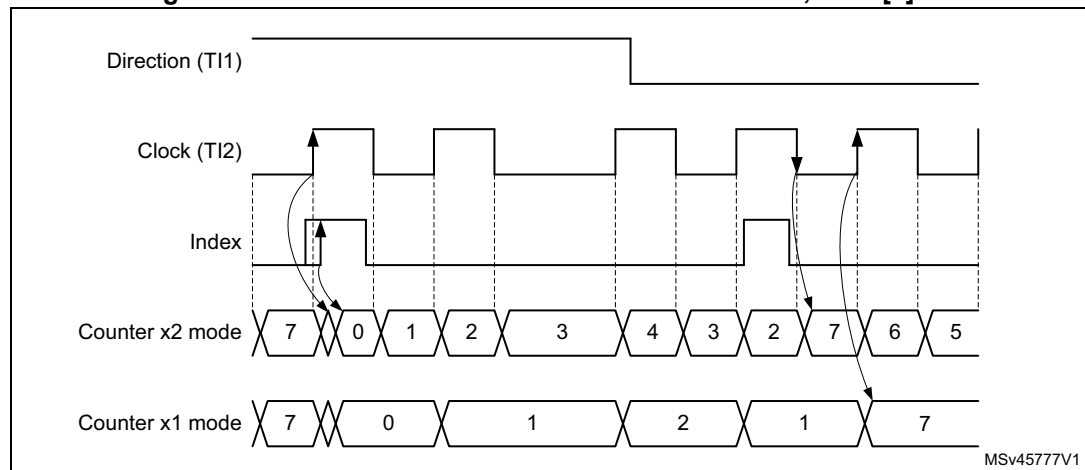 Direction (TI1)
Clock (TI2)
Index
Counter x2 mode 7 0 1 2 3 4 3 2 7 6 5
Counter x1 mode 7 0 1 2 1 7
MSv45777V1